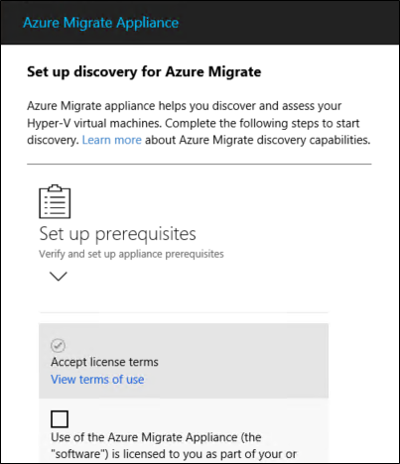 Azure Migrate Appliance
Set up discovery for Azure Migrate
Azure Migrate appliance helps you discover and assess your
Hyper-V virtual machines. Complete the following steps to start
discovery. Learn more about Azure Migrate discovery capabilities.
Set up prerequisites
Verify and set up appliance prerequisites
Accept license terms
View terms of use
Use of the Azure Migrate Appliance (the
"software") is licensed to you as part of your or